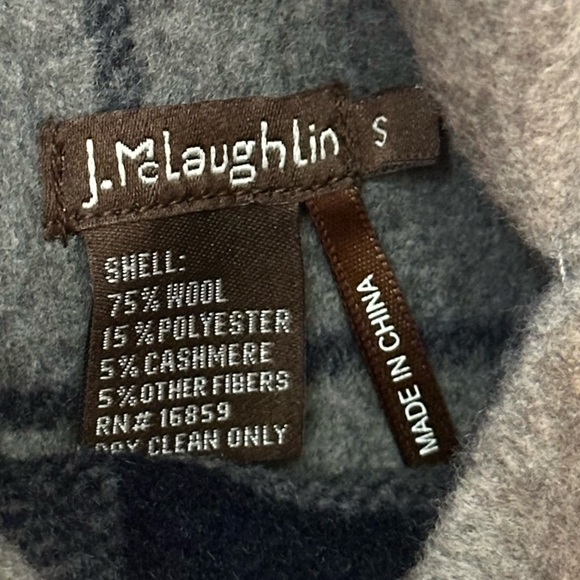 J.McLaughlin
S
SHELL:
75% WOOL
15% POLYESTER
5% CASHMERE
5% OTHER FIBERS
RN# 16859
DRY CLEAN ONLY
MADE IN CHINA